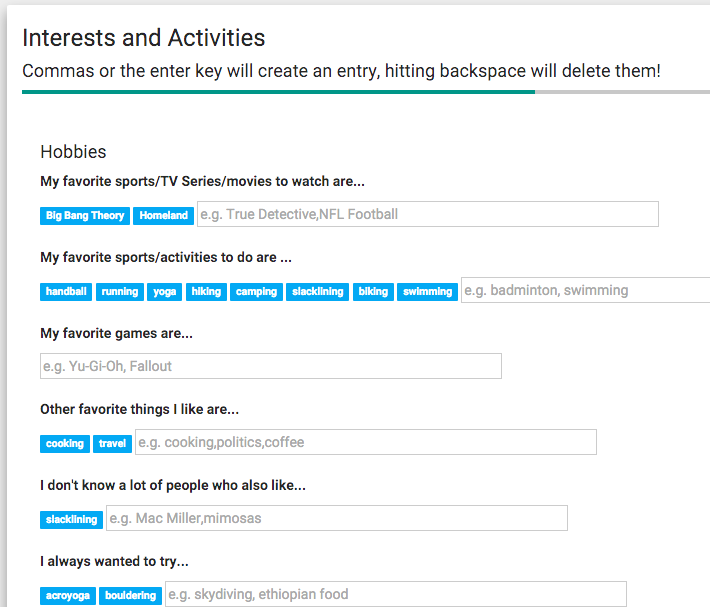 Interests and Activities
Commas or the enter key will create an entry, hitting backspace will delete them!
Hobbies
My favorite sports/TV Series/movies to watch are...
Big Bang Theory Homeland e.g. True Detective,NFL Football
My favorite sports/activities to do are ...
handball running yoga hiking camping slacklining biking swimming e.g. badminton, swimming
My favorite games are...
e.g. Yu-Gi-Oh, Fallout
Other favorite things I like are...
cooking travel e.g. cooking,politics,coffee
I don't know a lot of people who also like...
slacklining e.g. Mac Miller,mimosas
I always wanted to try...
acroyoga bouldering e.g. skydiving, ethiopian food